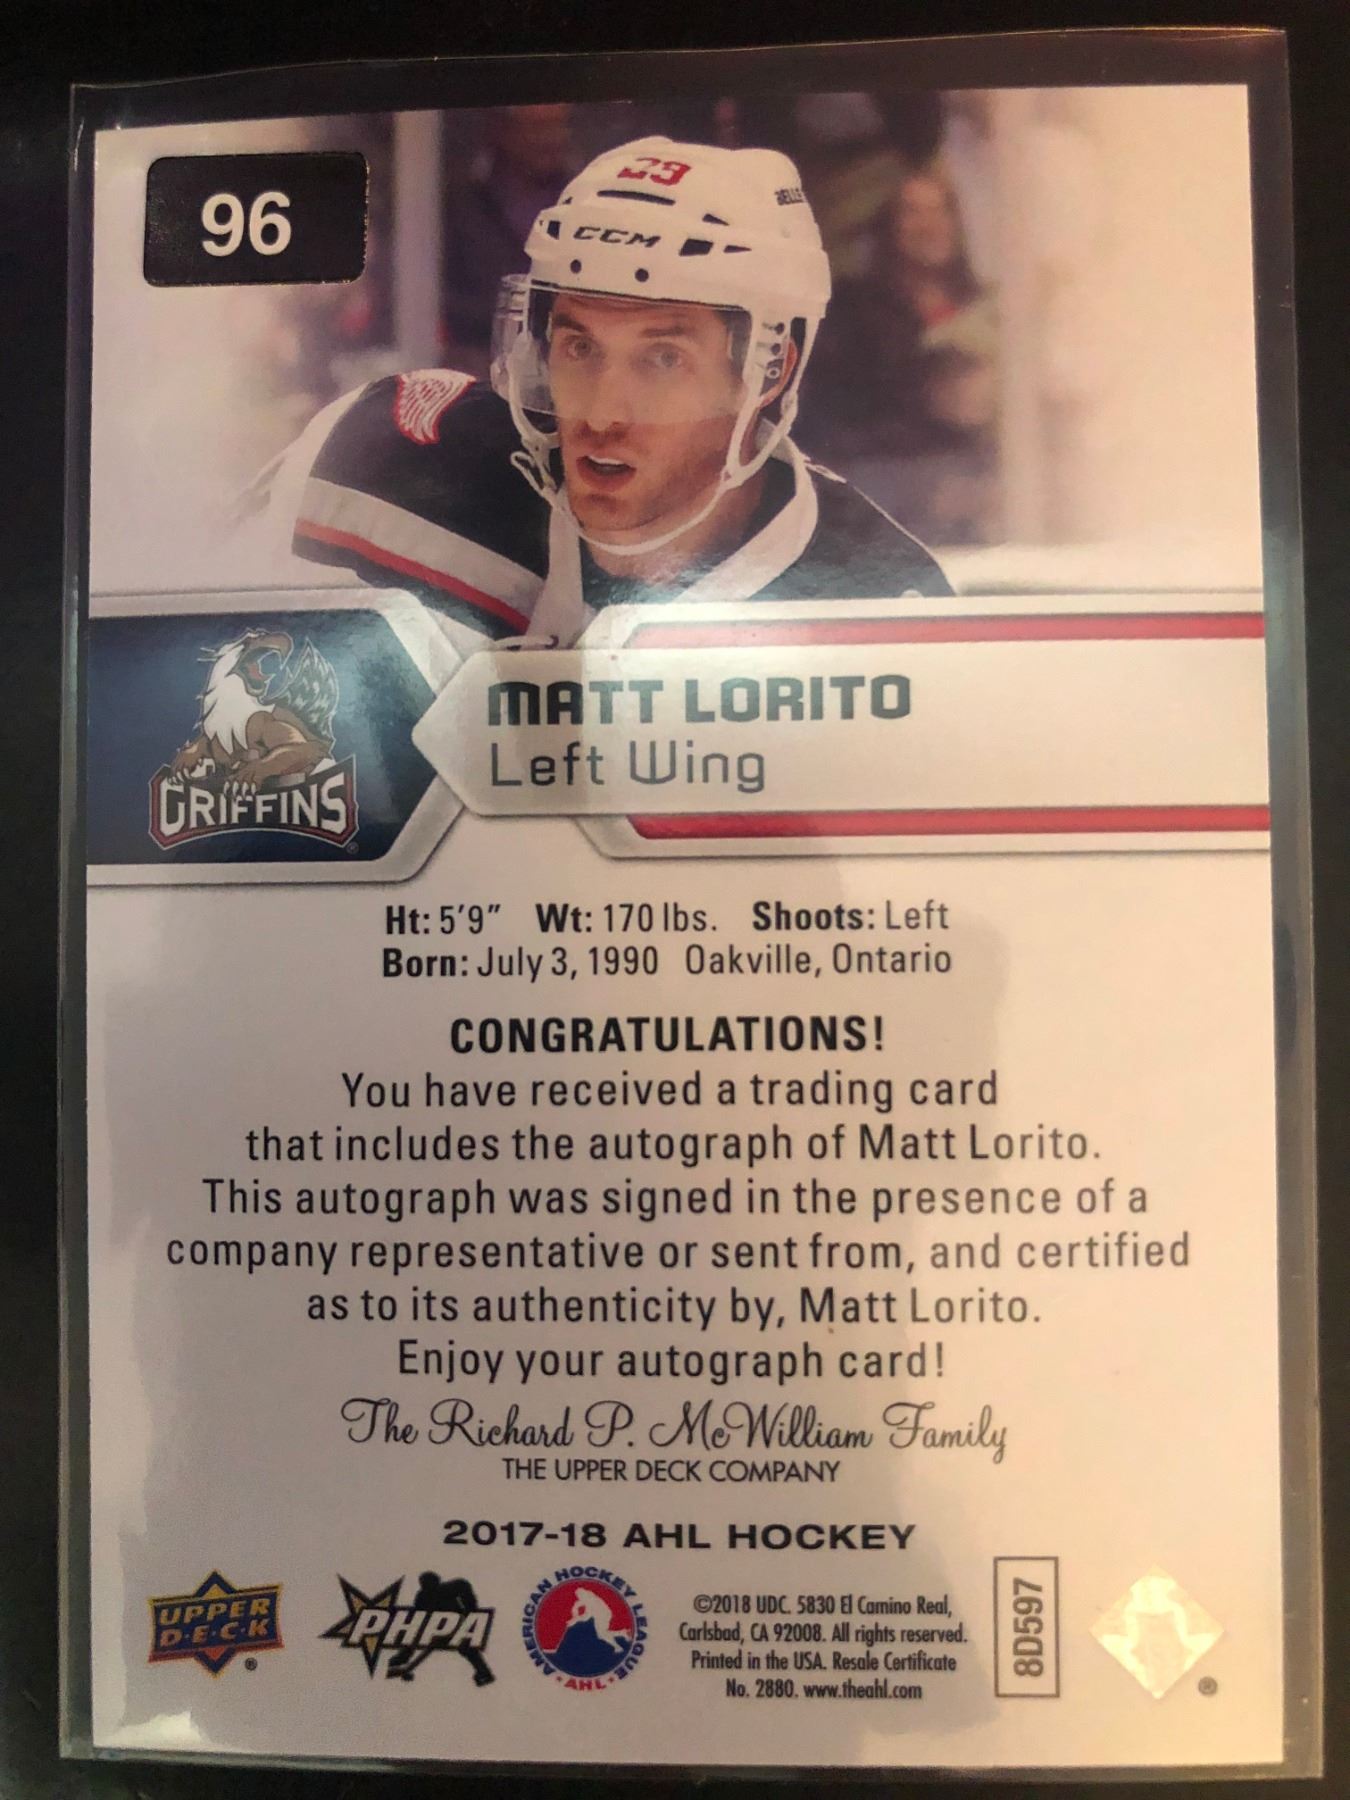 96
23
CCM
MATT LORITO
Left Wing
GRIFFINS
Ht: 5'9" Wt: 170 lbs. Shoots: Left
Born: July 3, 1990 Oakville, Ontario
CONGRATULATIONS!
You have received a trading card
that includes the autograph of Matt Lorito.
This autograph was signed in the presence of a
company representative or sent from, and certified
as to its authenticity by, Matt Lorito.
Enjoy your autograph card!
The Richard P. McWilliam Family
THE UPPER DECK COMPANY
2017-18 AHL HOCKEY
UPPER
D·E·C·K
PHPA
AMERICAN HOCKEY LEAGUE
·AHL·
©2018 UDC. 5830 El Camino Real,
Carlsbad, CA 92008. All rights reserved.
Printed in the USA. Resale Certificate
No. 2880. www.theahl.com
8D597
®